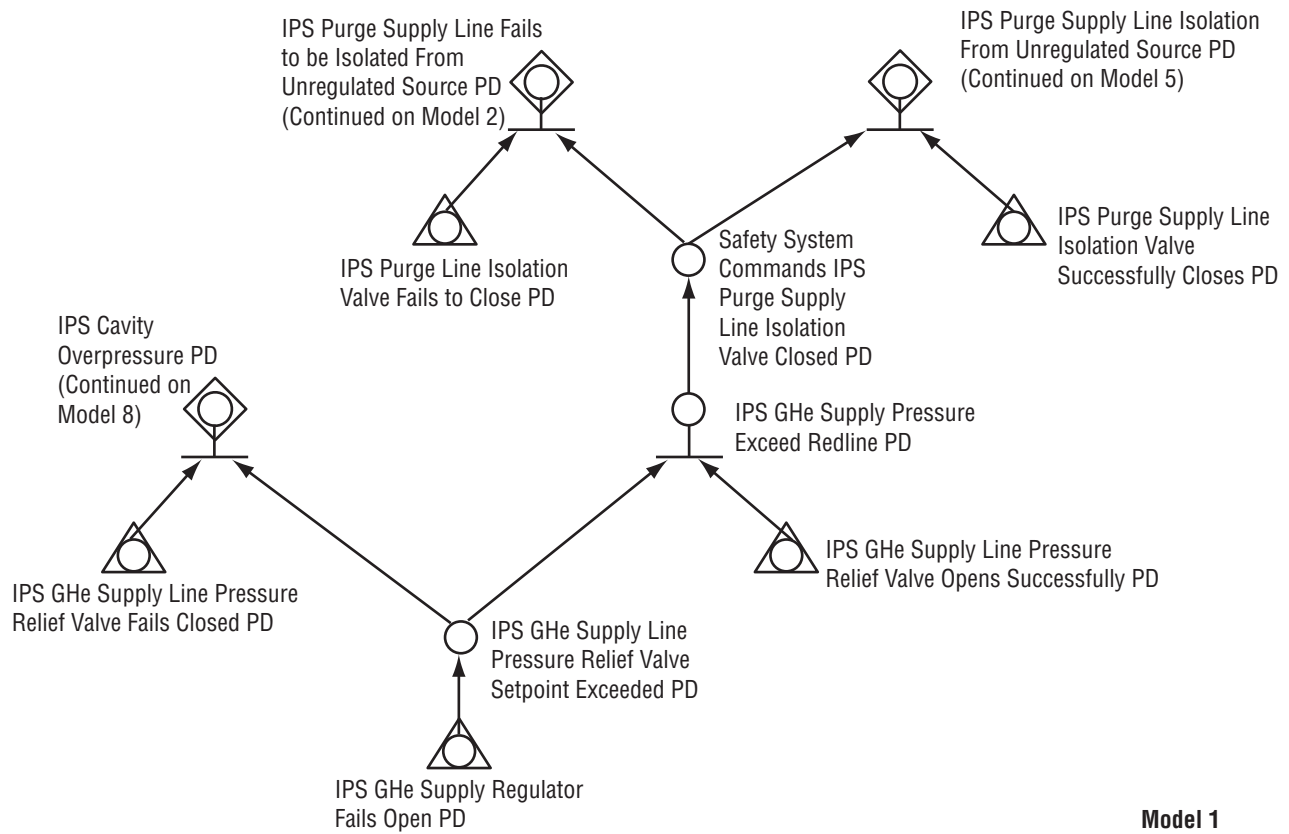 IPS Purge Supply Line Fails
to be Isolated From
Unregulated Source PD
(Continued on Model 2)
IPS Purge Supply Line Isolation
From Unregulated Source PD
(Continued on Model 5)
IPS Purge Line Isolation
Valve Fails to Close PD
Safety System
Commands IPS
Purge Supply
Line Isolation
Valve Closed PD
IPS Purge Supply Line
Isolation Valve
Successfully Closes PD
IPS Cavity
Overpressure PD
(Continued on
Model 8)
IPS GHe Supply Pressure
Exceed Redline PD
IPS GHe Supply Line Pressure
Relief Valve Fails Closed PD
IPS GHe Supply Line Pressure
Relief Valve Opens Successfully PD
IPS GHe Supply Line
Pressure Relief Valve
Setpoint Exceeded PD
IPS GHe Supply Regulator
Fails Open PD
Model 1